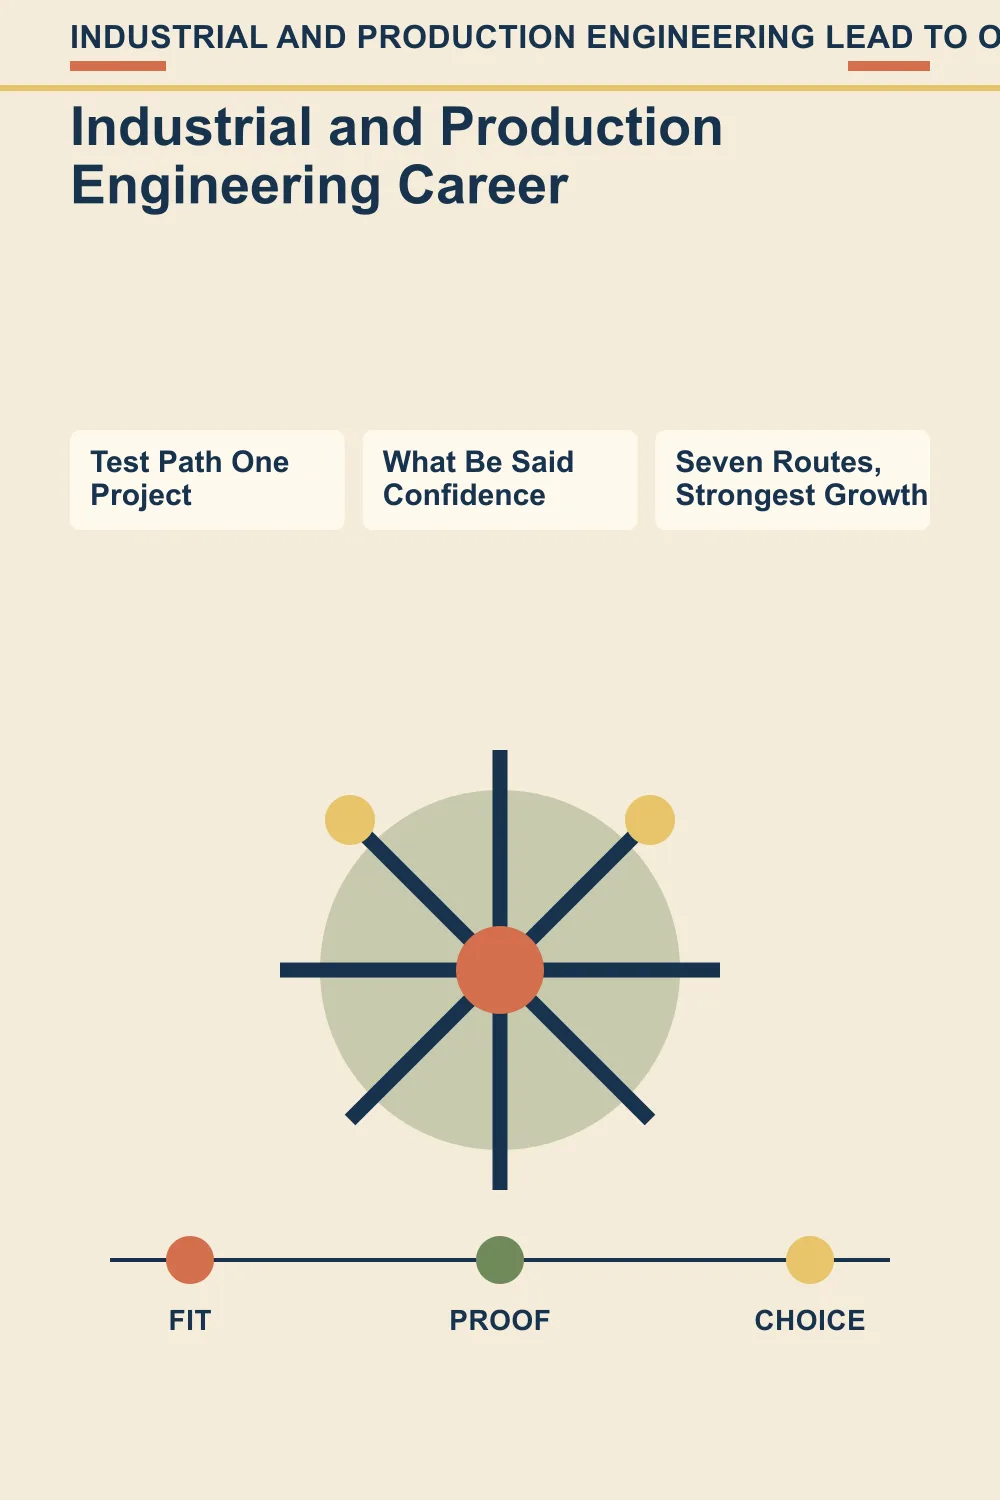 INDUSTRIAL AND PRODUCTION ENGINEERING LEAD TO O
Industrial and Production
Engineering Career
Test Path One
Project
What Be Said
Confidence
Seven Routes,
Strongest Growth
FIT
PROOF
CHOICE